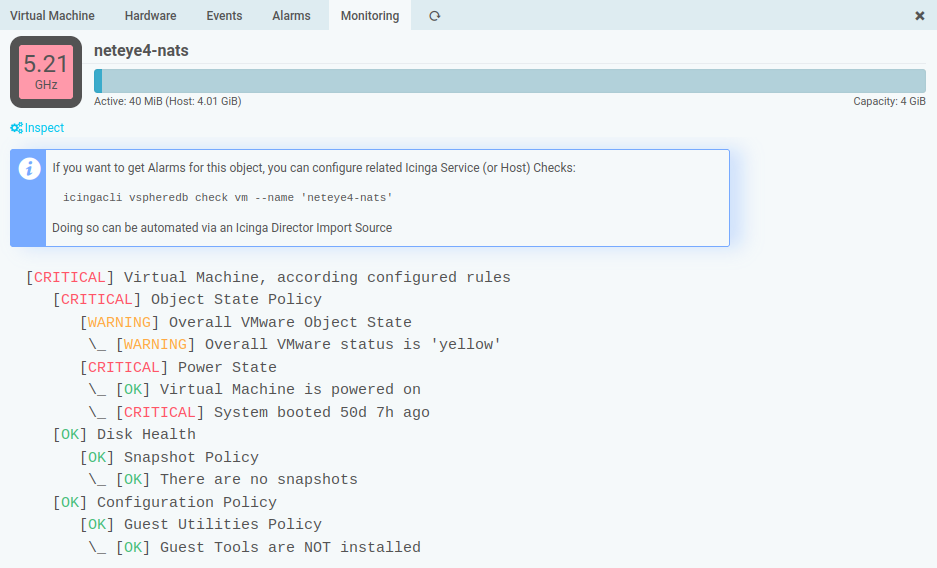 Virtual Machine Hardware Events Alarms Monitoring
neteye4-nats
5.21
GHz
Active: 40 MiB (Host: 4.01 GiB) Capacity: 4 GiB
Inspect
If you want to get Alarms for this object, you can configure related Icinga Service (or Host) Checks:
icingacli vspheredb check vm --name 'neteye4-nats'
Doing so can be automated via an Icinga Director Import Source
[CRITICAL] Virtual Machine, according configured rules
[CRITICAL] Object State Policy
[WARNING] Overall VMware Object State
\_ [WARNING] Overall VMware status is 'yellow'
[CRITICAL] Power State
\_ [OK] Virtual Machine is powered on
\_ [CRITICAL] System booted 50d 7h ago
[OK] Disk Health
[OK] Snapshot Policy
\_ [OK] There are no snapshots
[OK] Configuration Policy
[OK] Guest Utilities Policy
\_ [OK] Guest Tools are NOT installed